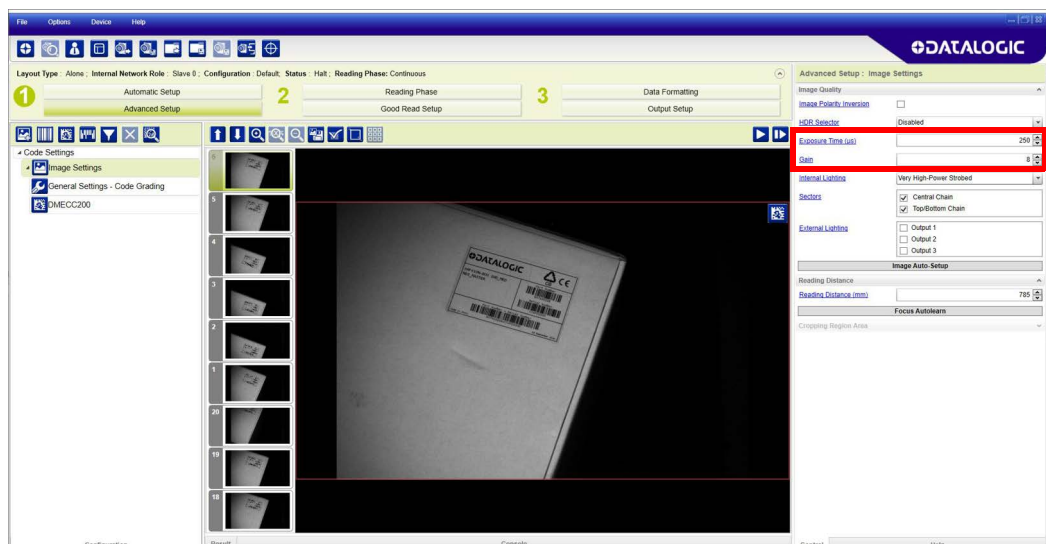 File Options Device Help
DATALOGIC
Layout Type : Alone ; Internal Network Role : Slave 0 ; Configuration : Default; Status : Halt ; Reading Phase: Continuous
1
Automatic Setup
Advanced Setup
2
Reading Phase
Good Read Setup
3
Data Formatting
Output Setup
Code Settings
Image Settings
General Settings - Code Grading
DMECC200
6
5
4
3
2
1
20
19
18
DATALOGIC
CE
Advanced Setup : Image Settings
Image Quality
Image Polarity Inversion
HDR Selector Disabled
Exposure Time (us) 250
Gain 8
Internal Lighting Very High-Power Strobed
Sectors Central Chain
Top/Bottom Chain
External Lighting Output 1
Output 2
Output 3
Image Auto-Setup
Reading Distance
Reading Distance (mm) 785
Focus Autolearn
Cropping Region Area
Result
Console
Control
Help